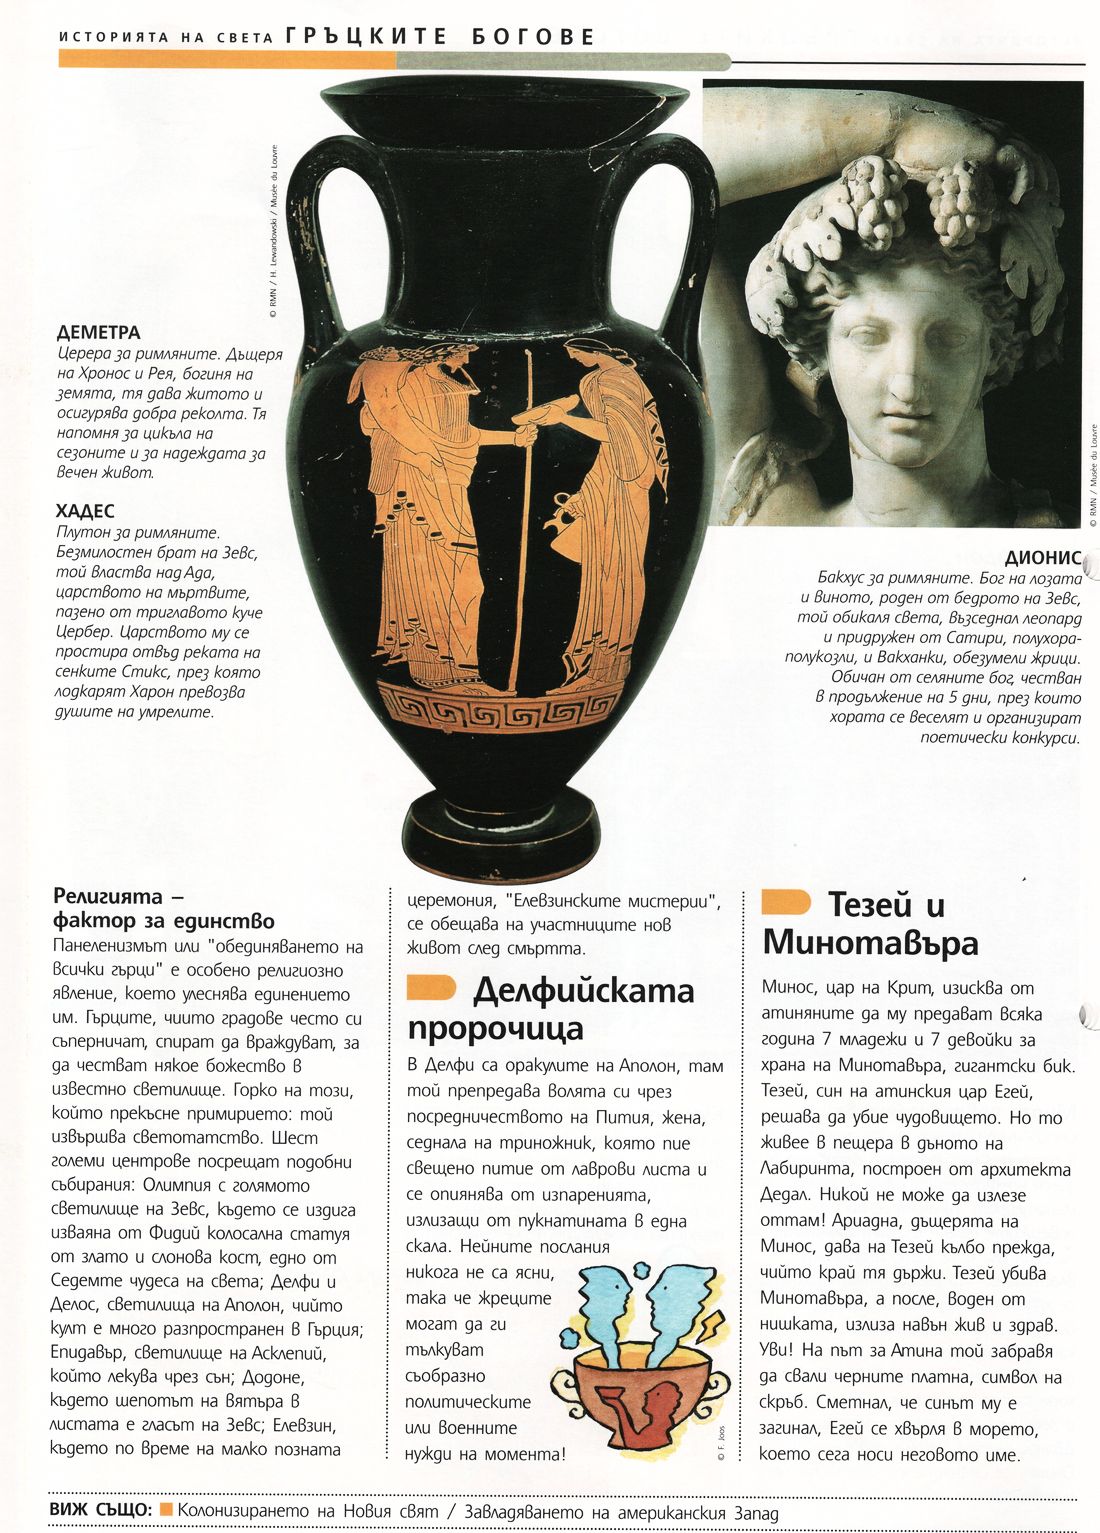 ИСТОРИЯТА НА СВЕТА ГРЪЦКИТЕ БОГОВЕ
© RMN / H. Lewandowski / Musée du Louvre
© RMN / Musée du Louvre
ДЕМЕТРА
Церера за римляните. Дъщеря
на Хронос и Рея, богиня на
земята, тя дава житото и
осигурява добра реколта. Тя
напомня за цикъла на
сезоните и за надеждата за
вечен живот.
ХАДЕС
Плутон за римляните.
Безмилостен брат на Зевс,
той властва над Ада,
царството на мъртвите,
пазено от триглавото куче
Цербер. Царството му се
простира отвъд реката на
сенките Стикс, през която
лодкарят Харон превозва
душите на умрелите.
ДИОНИС
Бакхус за римляните. Бог на лозата
и виното, роден от бедрото на Зевс,
той обикаля света, възседнал леопард
и придружен от Сатири, полухора-
полукозли, и Вакханки, обезумели жрици.
Обичан от селяните бог, честван
в продължение на 5 дни, през които
хората се веселят и организират
поетически конкурси.
Религията –
фактор за единство
Панеленизмът или "обединяването на
всички гърци" е особено религиозно
явление, което улеснява единението
им. Гърците, чиито градове често си
съперничат, спират да враждуват, за
да честват някое божество в
известно светилище. Горко на този,
който прекъсне примирието: той
извършва светотатство. Шест
големи центрове посрещат подобни
събирания: Олимпия с голямото
светилище на Зевс, където се издига
изваяна от Фидий колосална статуя
от злато и слонова кост, едно от
Седемте чудеса на света; Делфи и
Делос, светилища на Аполон, чийто
култ е много разпространен в Гърция;
Епидавър, светилище на Асклепий,
който лекува чрез сън; Додоне,
където шепотът на вятъра в
листата е гласът на Зевс; Елевзин,
където по време на малко позната
церемония, "Елевзинските мистерии",
се обещава на участниците нов
живот след смъртта.
Делфийската
пророчица
В Делфи са оракулите на Аполон, там
той препредава волята си чрез
посредничеството на Пития, жена,
седнала на триножник, която пие
свещено питие от лаврови листа и
се опиянява от изпаренията,
излизащи от пукнатината в една
скала. Нейните послания
никога не са ясни,
така че жреците
могат да ги
тълкуват
съобразно
политическите
или военните
нужди на момента!
© F. Joos
Тезей и
Минотавъра
Минос, цар на Крит, изисква от
атиняните да му предават всяка
година 7 младежи и 7 девойки за
храна на Минотавъра, гигантски бик.
Тезей, син на атинския цар Егей,
решава да убие чудовището. Но то
живее в пещера в дъното на
Лабиринта, построен от архитекта
Дедал. Никой не може да излезе
оттам! Ариадна, дъщерята на
Минос, дава на Тезей кълбо прежда,
чийто край тя държи. Тезей убива
Минотавъра, а после, воден от
нишката, излиза навън жив и здрав.
Уви! На път за Атина той забравя
да свали черните платна, символ на
скръб. Сметнал, че синът му е
загинал, Егей се хвърля в морето,
което сега носи неговото име.
ВИЖ СЪЩО: Колонизирането на Новия свят / Завладяването на американския Запад